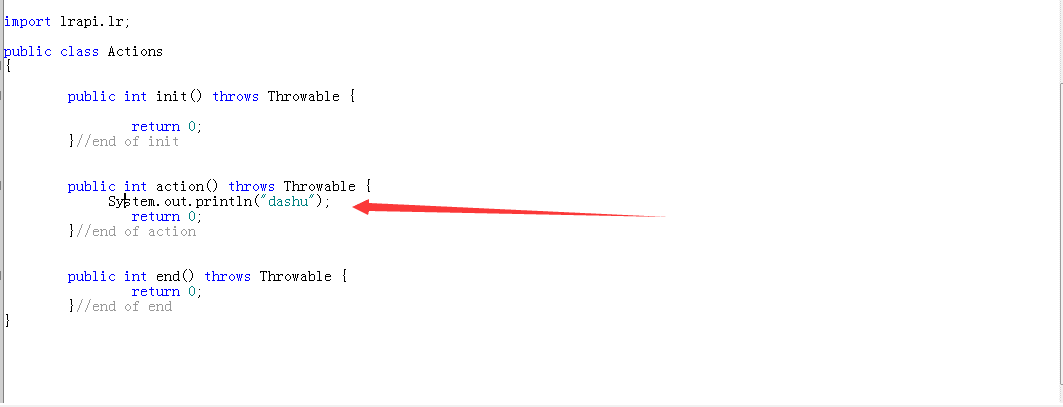 import lrapi.lr;
public class Actions
{
public int init() throws Throwable {
return 0;
}//end of init
public int action() throws Throwable {
System.out.println("dashu");
return 0;
}//end of action
public int end() throws Throwable {
return 0;
}//end of end
}